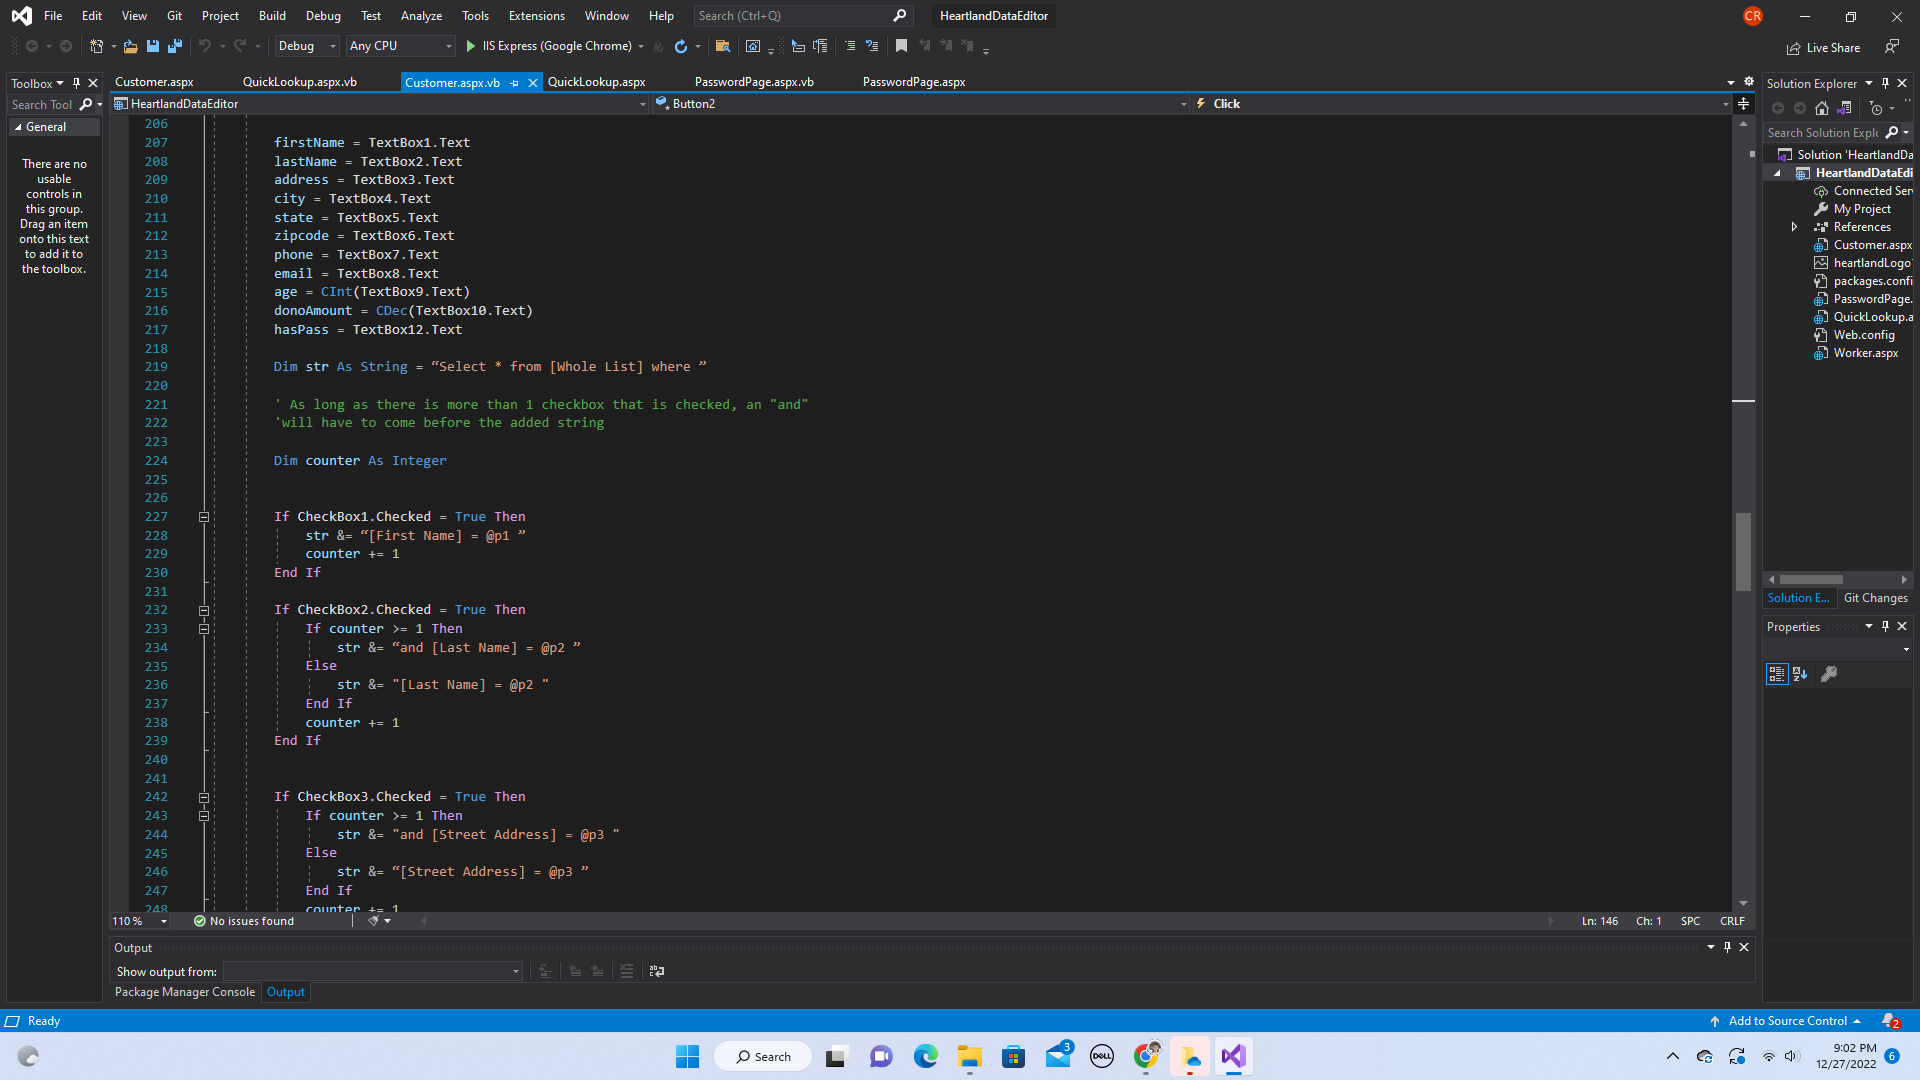 File Edit View Git Project Build Debug Test Analyze Tools Extensions Window Help Search (Ctrl+Q) HeartlandDataEditor CR
Debug Any CPU IIS Express (Google Chrome) Live Share
Toolbox Customer.aspx QuickLookup.aspx.vb Customer.aspx.vb QuickLookup.aspx PasswordPage.aspx.vb PasswordPage.aspx Solution Explorer
Search Tool HeartlandDataEditor Button2 Click
General
There are no
usable
controls in
this group.
Drag an item
onto this text
to add it to
the toolbox.
206
207 firstName = TextBox1.Text
208 lastName = TextBox2.Text
209 address = TextBox3.Text
210 city = TextBox4.Text
211 state = TextBox5.Text
212 zipcode = TextBox6.Text
213 phone = TextBox7.Text
214 email = TextBox8.Text
215 age = CInt(TextBox9.Text)
216 donoAmount = CDec(TextBox10.Text)
217 hasPass = TextBox12.Text
218
219 Dim str As String = “Select * from [Whole List] where ”
220
221 ' As long as there is more than 1 checkbox that is checked, an "and"
222 'will have to come before the added string
223
224 Dim counter As Integer
225
226
227 If CheckBox1.Checked = True Then
228 str &= “[First Name] = @p1 ”
229 counter += 1
230 End If
231
232 If CheckBox2.Checked = True Then
233 If counter >= 1 Then
234 str &= “and [Last Name] = @p2 ”
235 Else
236 str &= "[Last Name] = @p2 "
237 End If
238 counter += 1
239 End If
240
241
242 If CheckBox3.Checked = True Then
243 If counter >= 1 Then
244 str &= "and [Street Address] = @p3 "
245 Else
246 str &= “[Street Address] = @p3 ”
247 End If
248 counter += 1
110 % No issues found Ln: 146 Ch: 1 SPC CRLF
Search Solution Explo
Solution 'HeartlandDa
HeartlandDataEdi
Connected Ser
My Project
References
Customer.aspx
heartlandLogo
packages.confi
PasswordPage.
QuickLookup.a
Web.config
Worker.aspx
Solution E... Git Changes
Properties
Output
Show output from:
Package Manager Console Output
Ready Add to Source Control 2
Search 3 DELL 9:02 PM 6
12/27/2022